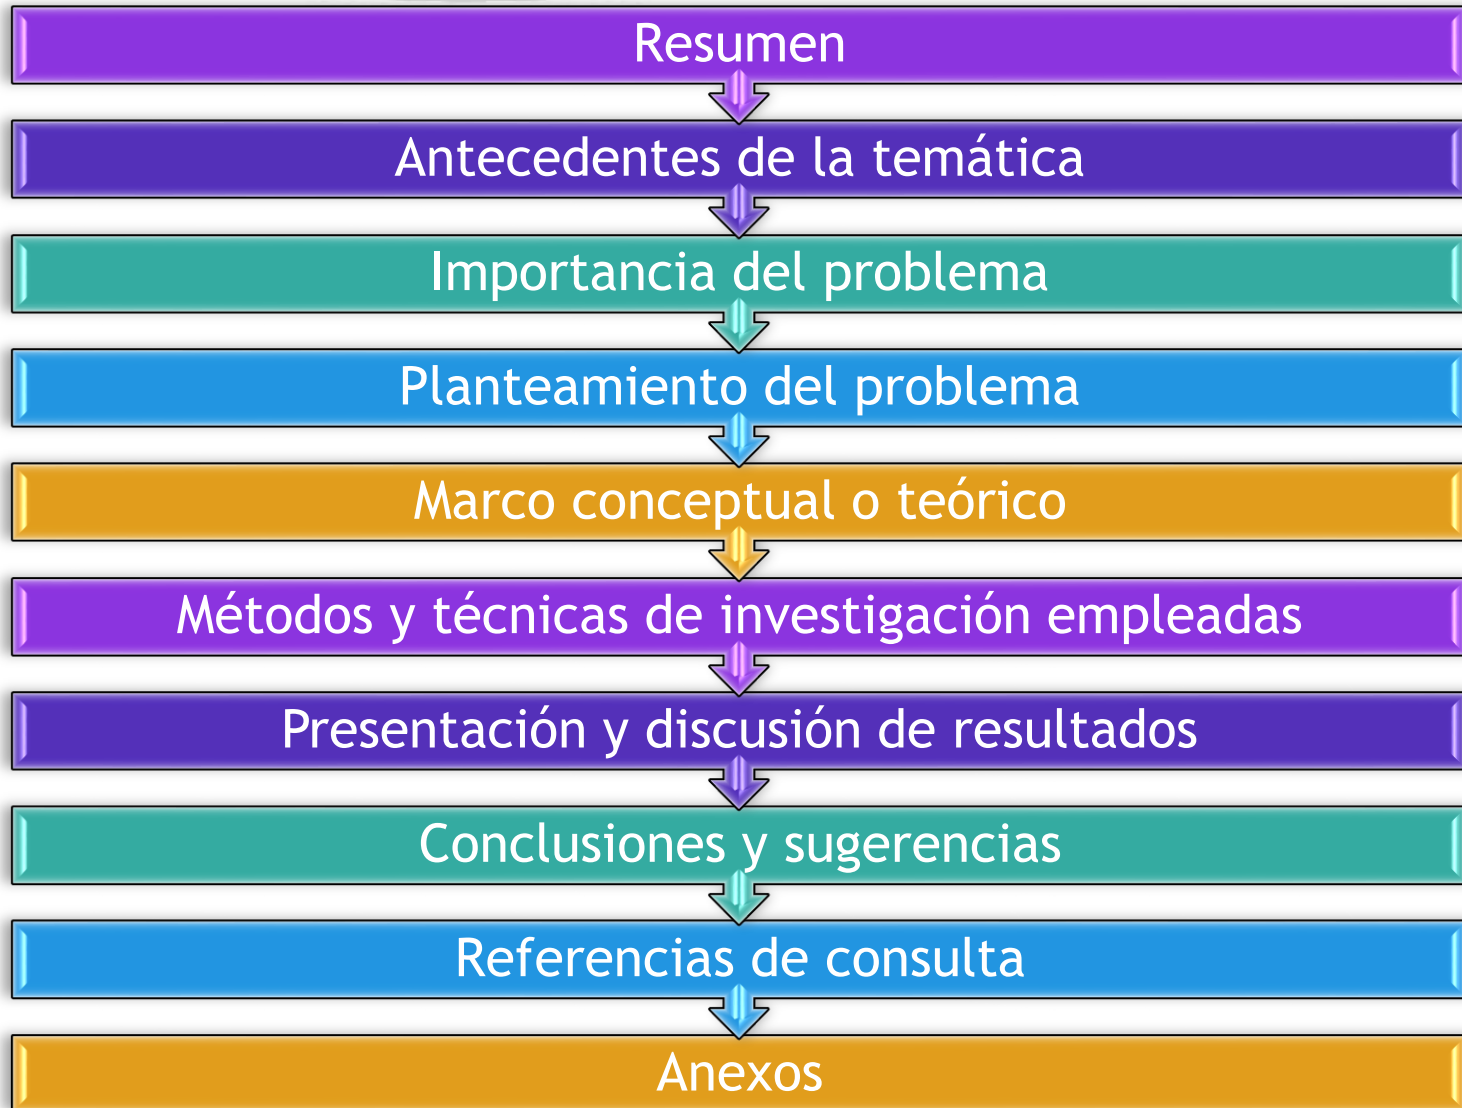 Resumen
Antecedentes de la temática
Importancia del problema
Planteamiento del problema
Marco conceptual o teórico
Métodos y técnicas de investigación empleadas
Presentación y discusión de resultados
Conclusiones y sugerencias
Referencias de consulta
Anexos